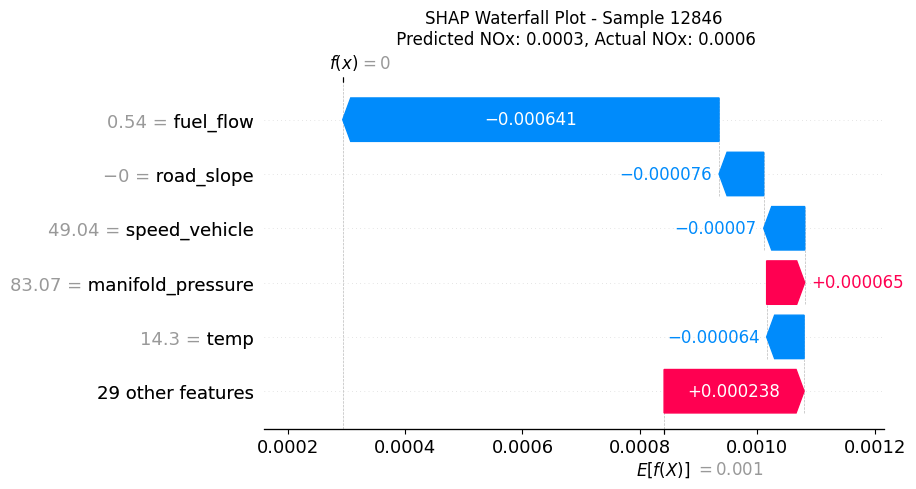 SHAP Waterfall Plot - Sample 12846
Predicted NOx: 0.0003, Actual NOx: 0.0006
f(x) = 0
0.54 = fuel_flow
−0.000641
−0 = road_slope
−0.000076
49.04 = speed_vehicle
−0.00007
83.07 = manifold_pressure
+0.000065
14.3 = temp
−0.000064
29 other features
+0.000238
0.0002 0.0004 0.0006 0.0008 0.0010 0.0012
E[f(X)] = 0.001